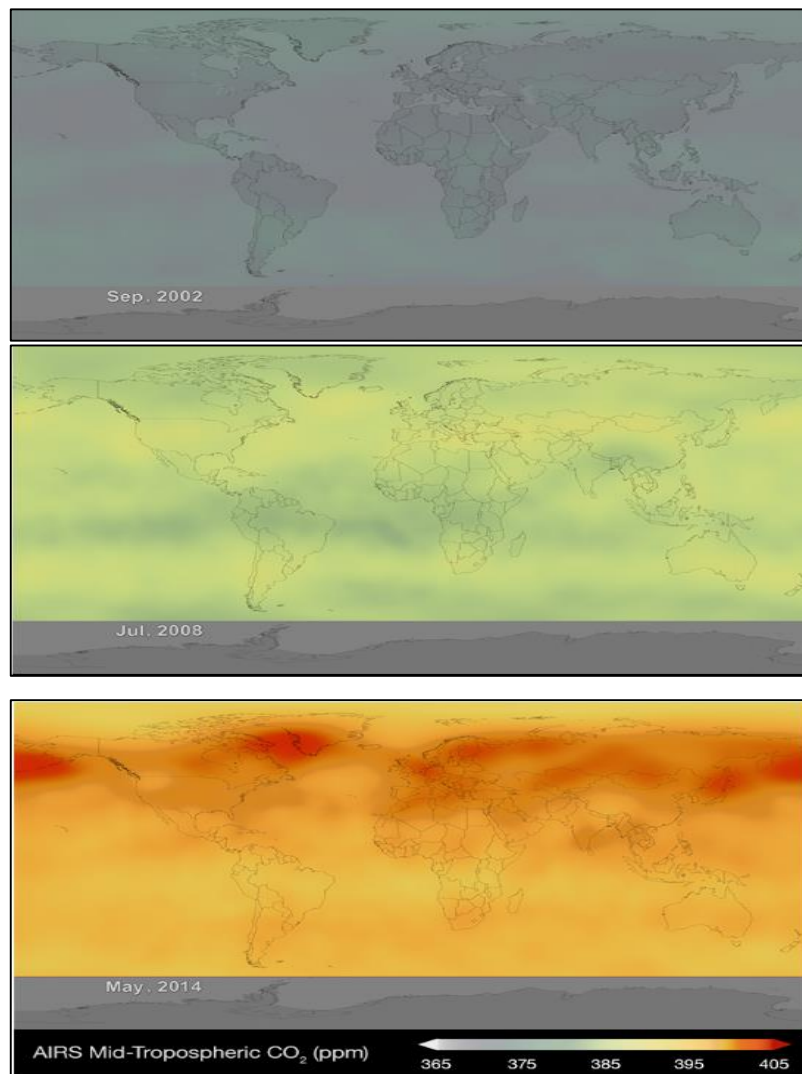 Sep. 2002
Jul. 2008
May. 2014
AIRS Mid-Tropospheric CO₂ (ppm)
365 375 385 395 405